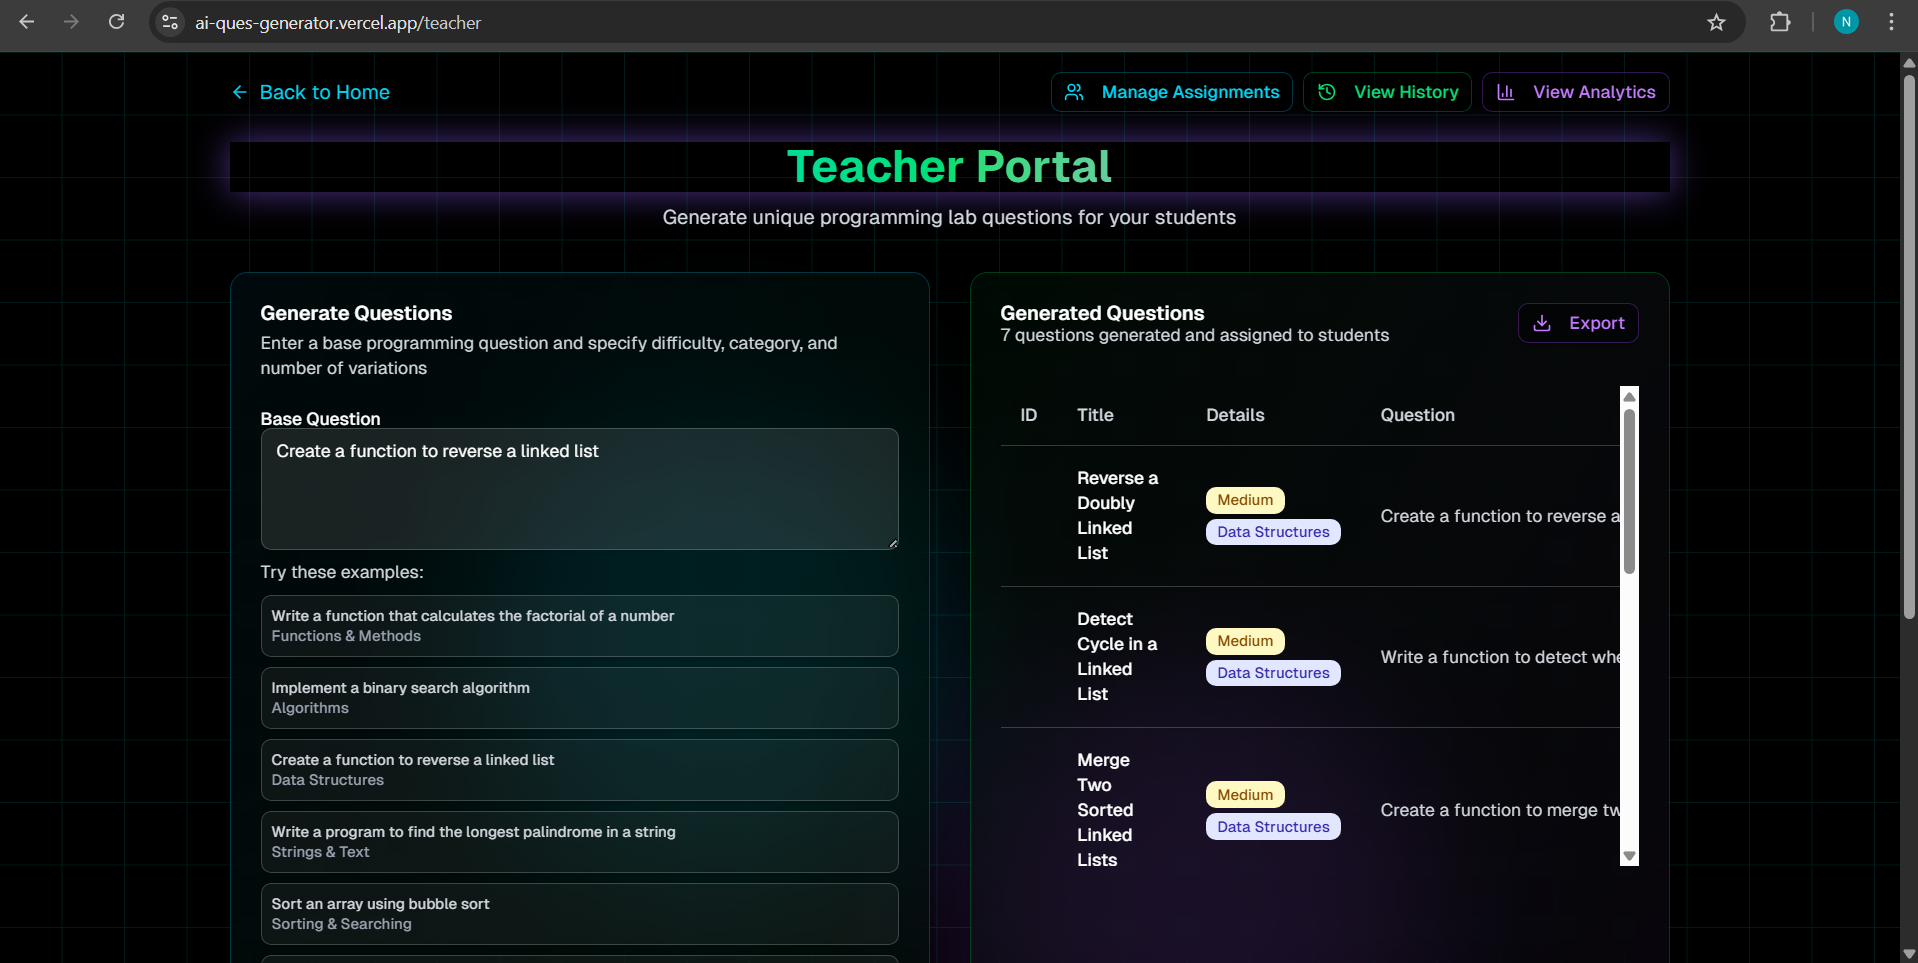 ai-ques-generator.vercel.app/teacher
N
Back to Home
Manage Assignments
View History
View Analytics
Teacher Portal
Generate unique programming lab questions for your students
Generate Questions
Enter a base programming question and specify difficulty, category, and
number of variations
Base Question
Create a function to reverse a linked list
Try these examples:
Write a function that calculates the factorial of a number
Functions & Methods
Implement a binary search algorithm
Algorithms
Create a function to reverse a linked list
Data Structures
Write a program to find the longest palindrome in a string
Strings & Text
Sort an array using bubble sort
Sorting & Searching
Generated Questions
7 questions generated and assigned to students
Export
ID Title Details Question
Reverse a
Doubly
Linked
List
Medium
Data Structures
Create a function to reverse a
Detect
Cycle in a
Linked
List
Medium
Data Structures
Write a function to detect whe
Merge
Two
Sorted
Linked
Lists
Medium
Data Structures
Create a function to merge tw